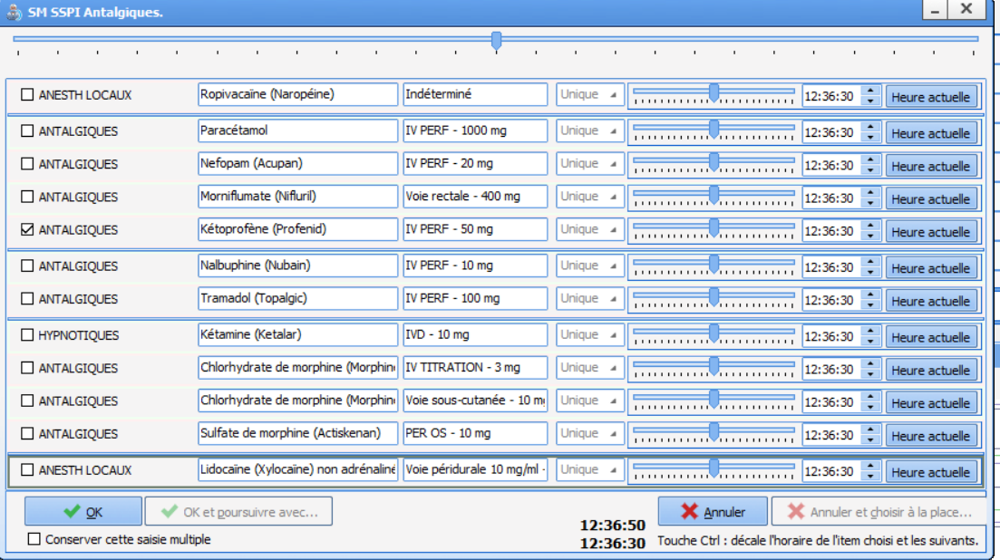 SM SSPI Antalgiques.
ANESTH LOCAUX Ropivacaïne (Naropéine) Indéterminé Unique 12:36:30 Heure actuelle
ANTALGIQUES Paracétamol IV PERF - 1000 mg Unique 12:36:30 Heure actuelle
ANTALGIQUES Nefopam (Acupan) IV PERF - 20 mg Unique 12:36:30 Heure actuelle
ANTALGIQUES Morniflumate (Nifluril) Voie rectale - 400 mg Unique 12:36:30 Heure actuelle
ANTALGIQUES Kétoprofène (Profenid) IV PERF - 50 mg Unique 12:36:30 Heure actuelle
ANTALGIQUES Nalbuphine (Nubain) IV PERF - 10 mg Unique 12:36:30 Heure actuelle
ANTALGIQUES Tramadol (Topalgic) IV PERF - 100 mg Unique 12:36:30 Heure actuelle
HYPNOTIQUES Kétamine (Ketalar) IVD - 10 mg Unique 12:36:30 Heure actuelle
ANTALGIQUES Chlorhydrate de morphine (Morphin IV TITRATION - 3 mg Unique 12:36:30 Heure actuelle
ANTALGIQUES Chlorhydrate de morphine (Morphin Voie sous-cutanée - 10 m Unique 12:36:30 Heure actuelle
ANTALGIQUES Sulfate de morphine (Actiskenan) PER OS - 10 mg Unique 12:36:30 Heure actuelle
ANESTH LOCAUX Lidocaïne (Xylocaïne) non adrénaline Voie péridurale 10 mg/ml - Unique 12:36:30 Heure actuelle
OK OK et poursuivre avec... 12:36:50 Annuler Annuler et choisir à la place...
Conserver cette saisie multiple 12:36:30 Touche Ctrl : décale l'horaire de l'item choisi et les suivants.